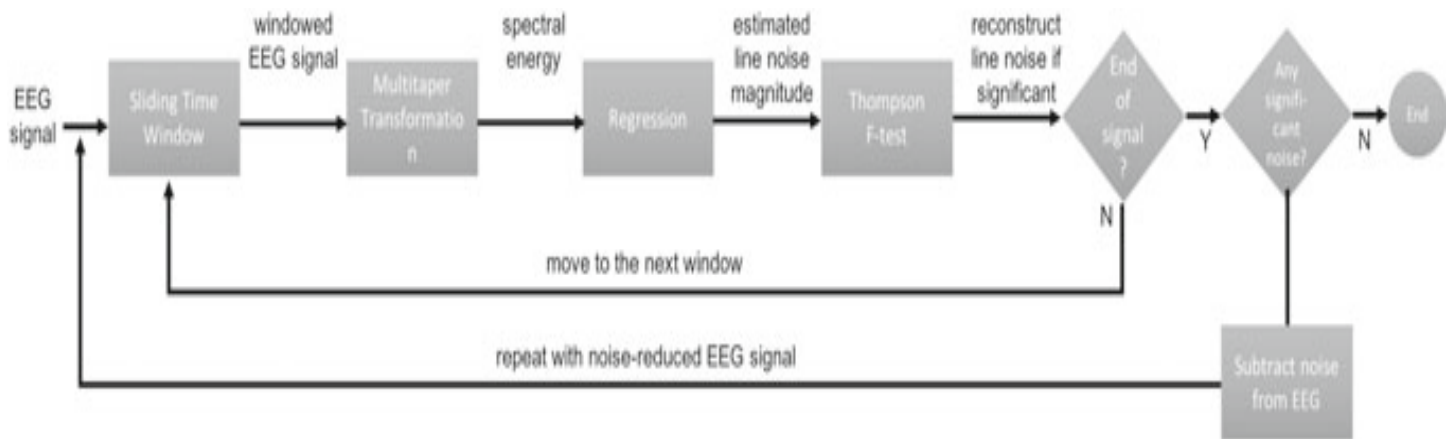 EEG
signal
Sliding Time
Window
windowed
EEG signal
Multitaper
Transformatio
n
spectral
energy
Regression
estimated
line noise
magnitude
Thompson
F-test
reconstruct
line noise if
significant
End
of
signal
?
Y
N
Any
signifi-
cant
noise?
N
End
move to the next window
repeat with noise-reduced EEG signal
Subtract noise
from EEG